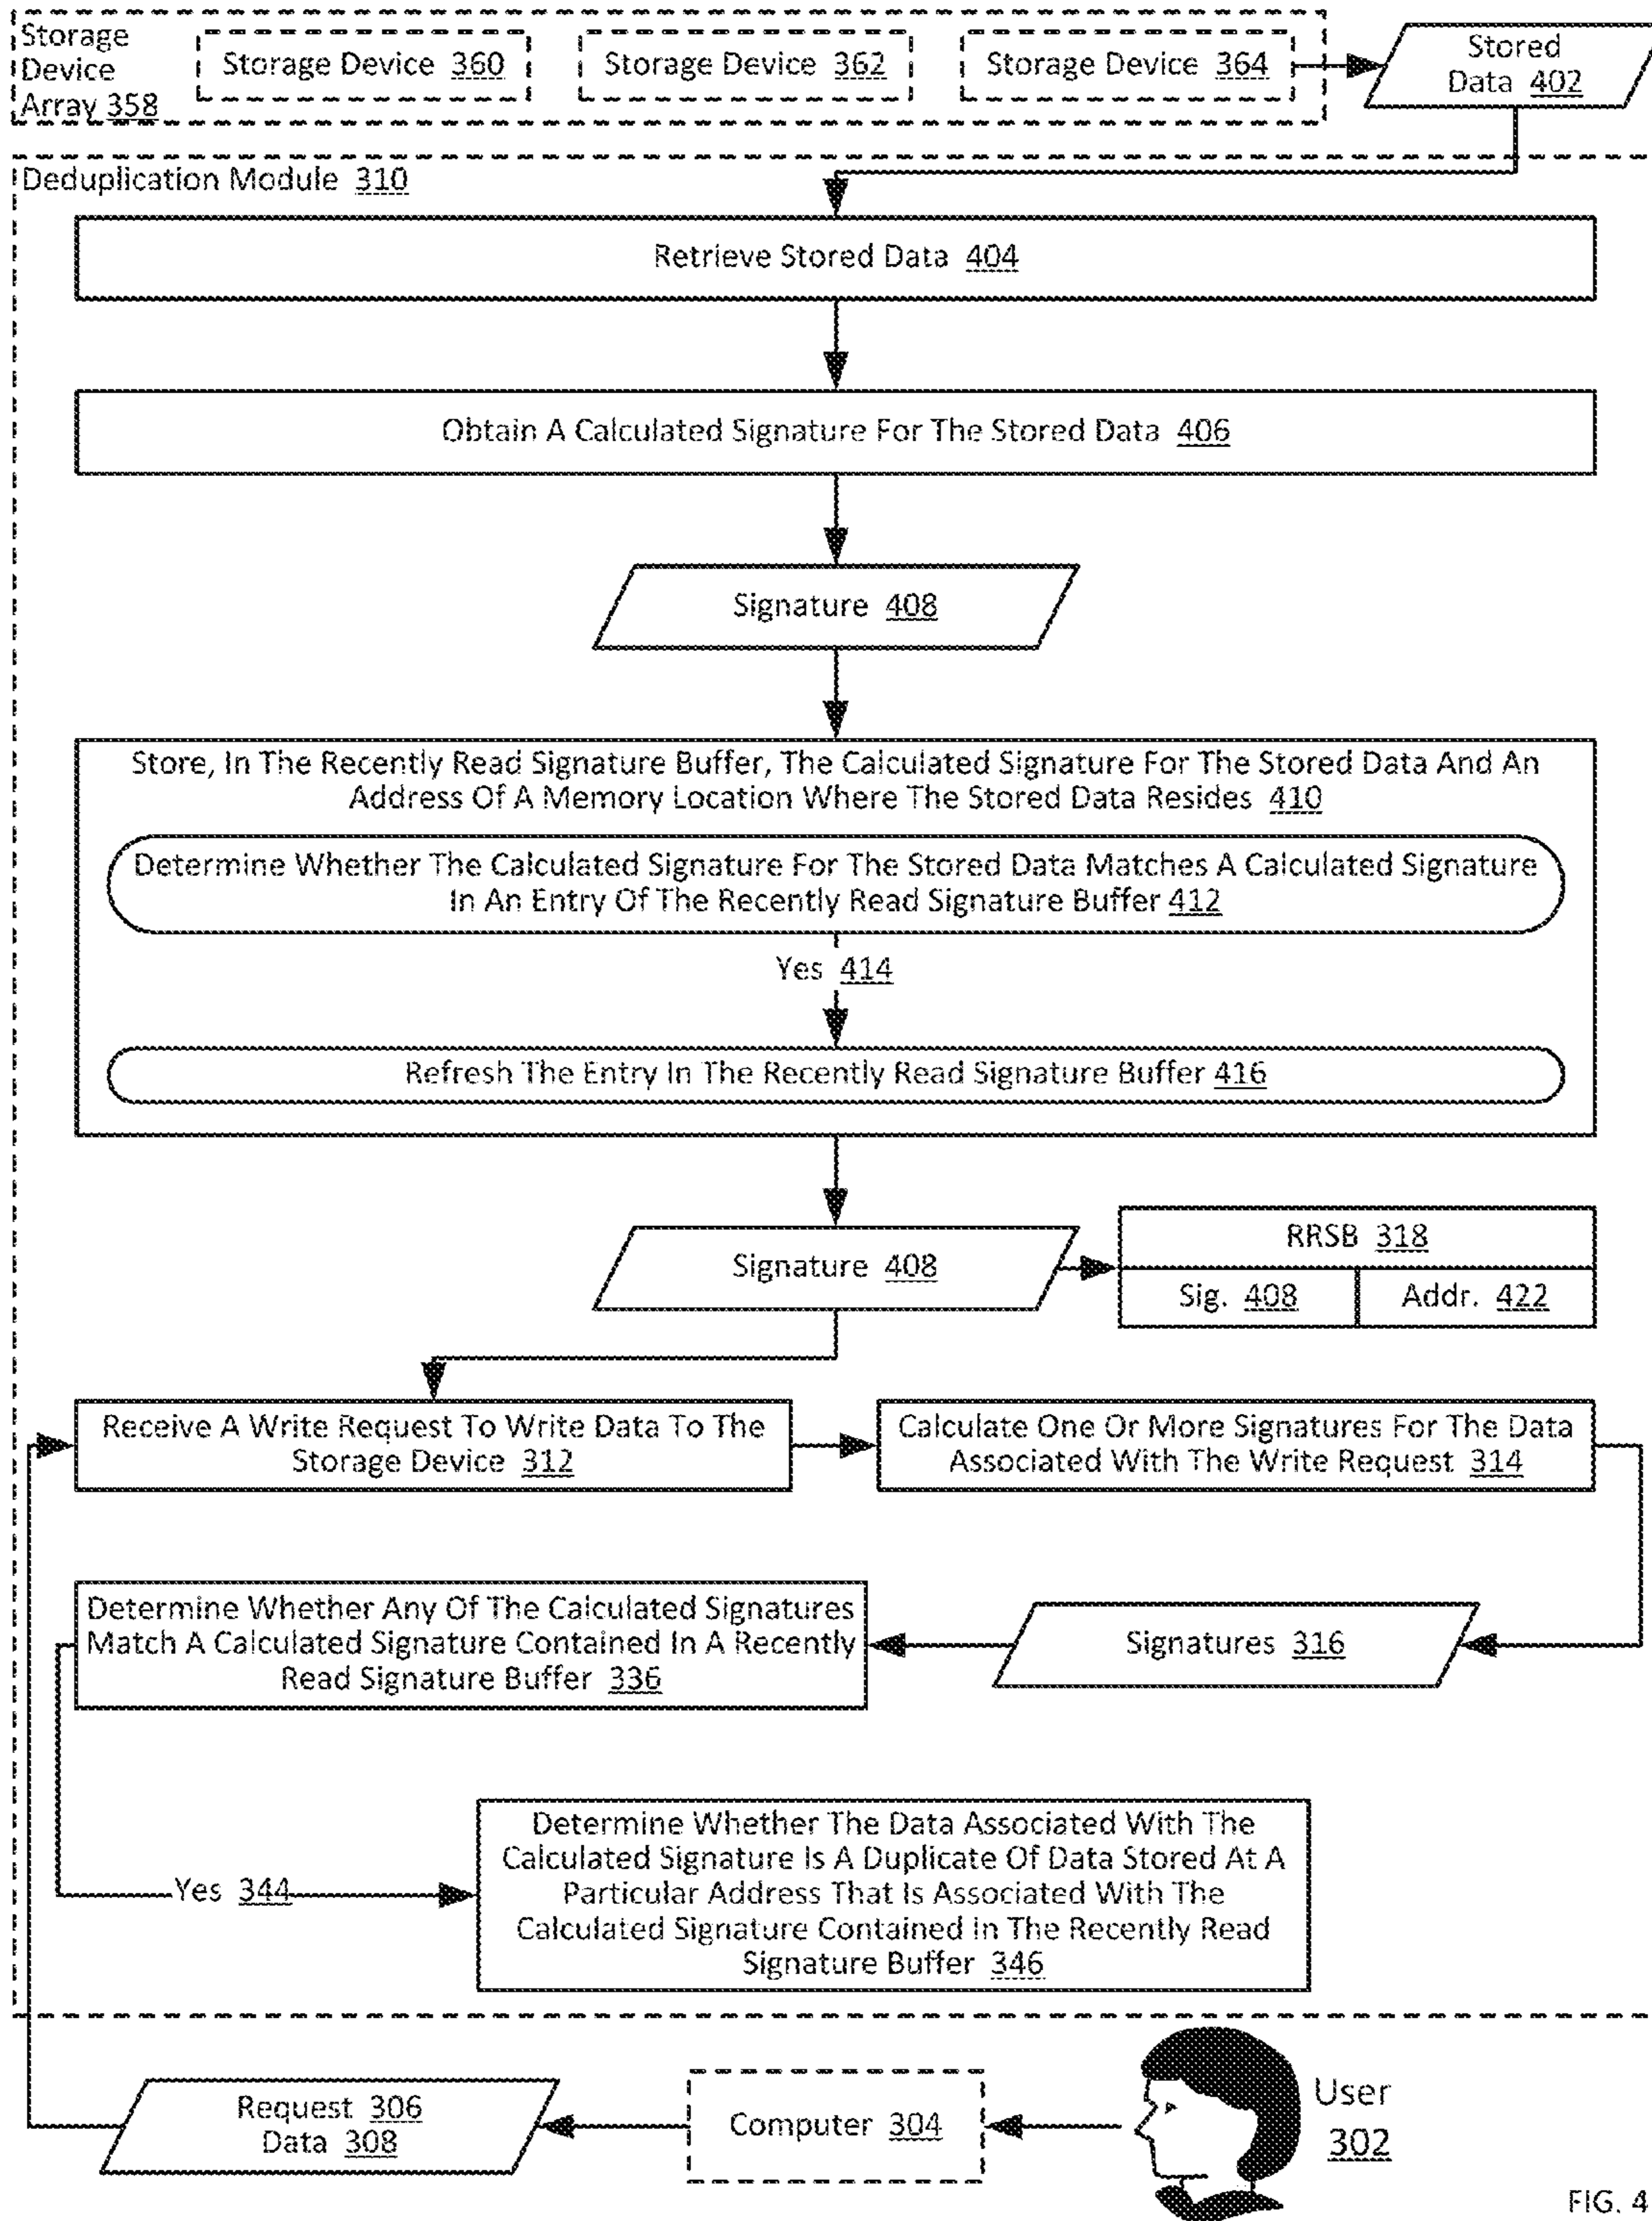 Storage
Device
Array 358
Storage Device 360
Storage Device 362
Storage Device 364
Stored
Data 402
Deduplication Module 310
Retrieve Stored Data 404
Obtain A Calculated Signature For The Stored Data 406
Signature 408
Store, In The Recently Read Signature Buffer, The Calculated Signature For The Stored Data And An
Address Of A Memory Location Where The Stored Data Resides 410
Determine Whether The Calculated Signature For The Stored Data Matches A Calculated Signature
In An Entry Of The Recently Read Signature Buffer 412
Yes 414
Refresh The Entry In The Recently Read Signature Buffer 416
Signature 408
RRSB 318
Sig. 408
Addr. 422
Receive A Write Request To Write Data To The
Storage Device 312
Calculate One Or More Signatures For The Data
Associated With The Write Request 314
Determine Whether Any Of The Calculated Signatures
Match A Calculated Signature Contained In A Recently
Read Signature Buffer 336
Signatures 316
Yes 344
Determine Whether The Data Associated With The
Calculated Signature Is A Duplicate Of Data Stored At A
Particular Address That Is Associated With The
Calculated Signature Contained In The Recently Read
Signature Buffer 346
Request 306
Data 308
Computer 304
User
302
FIG. 4